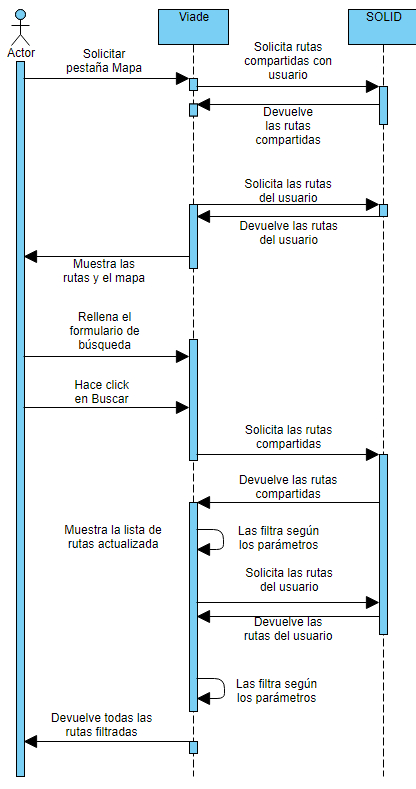 Viade
SOLID
Actor
Solicitar
pestaña Mapa
Solicita rutas
compartidas con
usuario
Devuelve
las rutas
compartidas
Solicita las rutas
del usuario
Devuelve las rutas
del usuario
Muestra las
rutas y el mapa
Rellena el
formulario de
búsqueda
Hace click
en Buscar
Solicita las rutas
compartidas
Devuelve las rutas
compartidas
Muestra la lista de
rutas actualizada
Las filtra según
los parámetros
Solicita las rutas
del usuario
Devuelve las
rutas del usuario
Las filtra según
los parámetros
Devuelve todas las
rutas filtradas